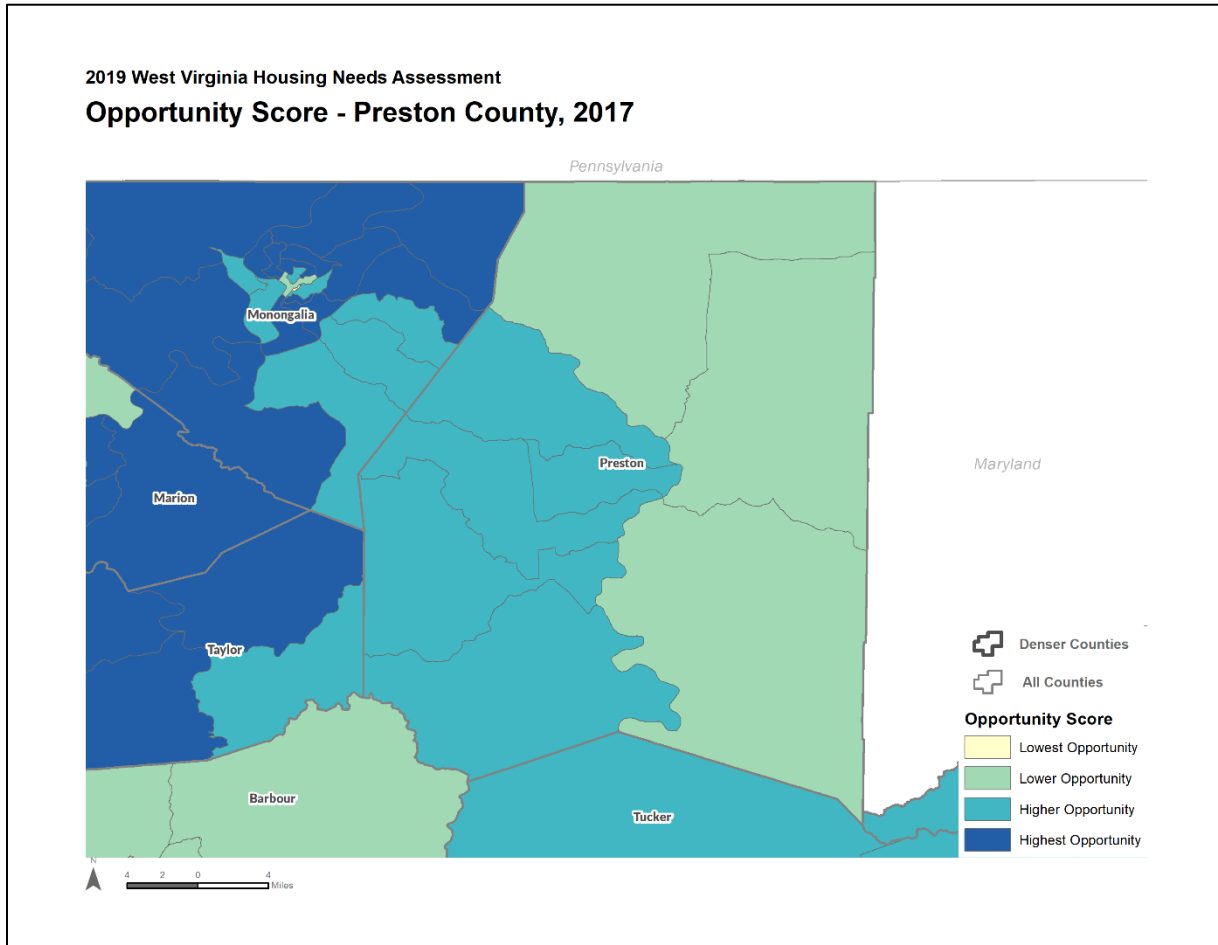 2019 West Virginia Housing Needs Assessment
Opportunity Score - Preston County, 2017
Pennsylvania
Monongalia
Preston
Maryland
Marion
Taylor
Denser Counties
All Counties
Opportunity Score
Lowest Opportunity
Lower Opportunity
Barbour
Tucker
Higher Opportunity
Highest Opportunity
N
4 2 0 4
Miles